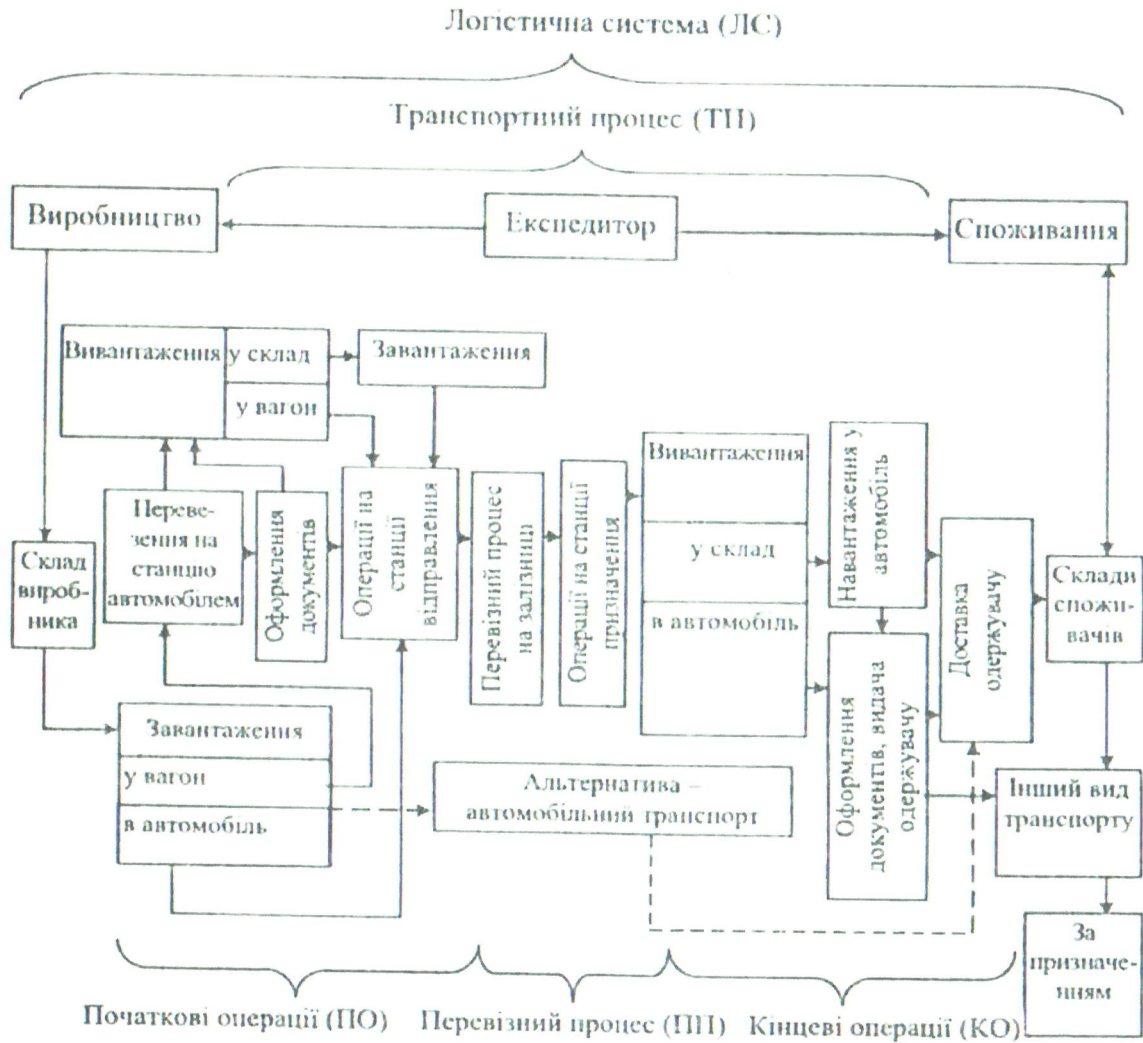 Логістична система (ЛС)
Транспортний процес (ТП)
Виробництво
Експедитор
Споживання
Вивантаження
у склад
у вагон
Завантаження
Переве-
зення на
станцію
автомобілем
Оформлення
документів
Операції на
станції
відправлення
Перевізний процес
на залізниці
Операції на станції
призначення
Вивантаження
у склад
в автомобіль
Навантаження у
автомобіль
Оформлення
документів, видача
одержувачу
Доставка
одержувачу
Склад
вироб-
ника
Склади
спожи-
вачів
Завантаження
у вагон
в автомобіль
Альтернатива –
автомобільний транспорт
Інший вид
транспорту
За
призначе-
нням
Початкові операції (ПО)
Перевізний процес (ПП)
Кінцеві операції (КО)